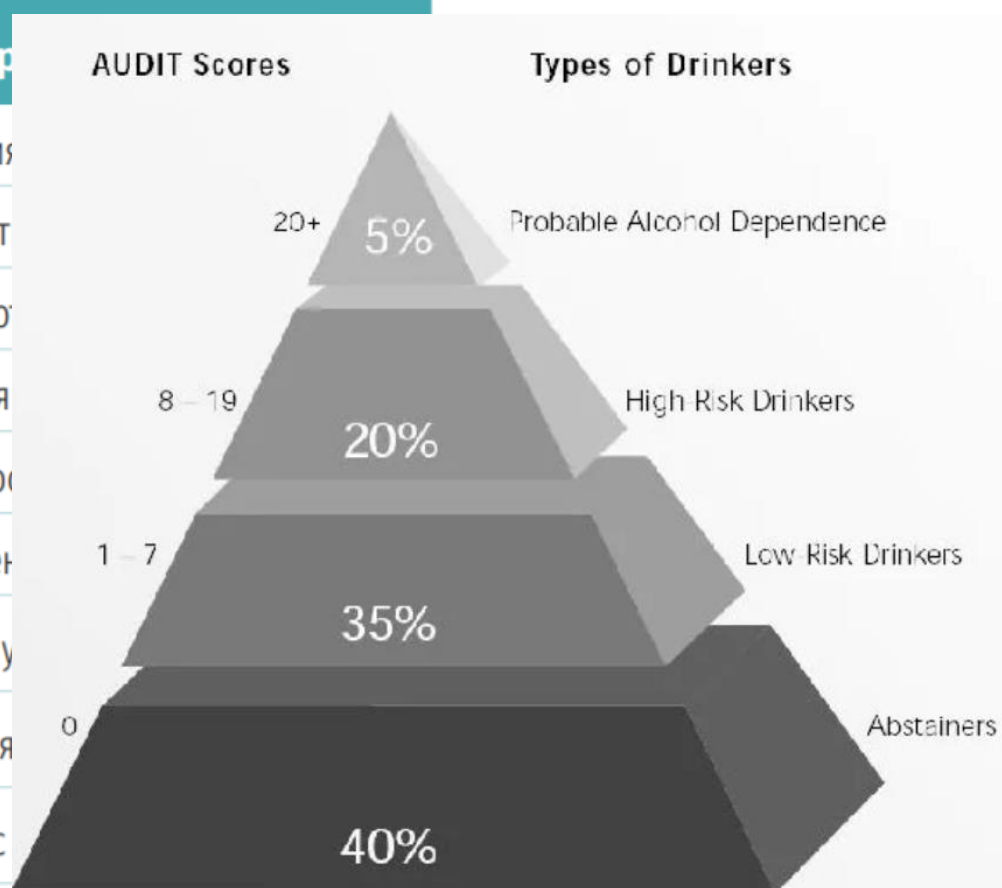 AUDIT Scores
Types of Drinkers
20+
5%
Probable Alcohol Dependence
8 – 19
20%
High-Risk Drinkers
1 – 7
35%
Low-Risk Drinkers
0
40%
Abstainers